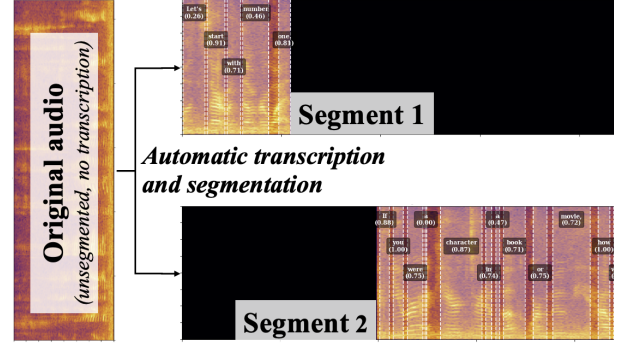 Original audio
(unsegmented, no transcription)
Automatic transcription
and segmentation
Let's
(0.26)
start
(0.91)
with
(0.71)
number
(0.46)
one,
(0.81)
Segment 1
If
(0.88)
you
(1.00)
were
(0.75)
a
(0.00)
character
(0.87)
in
(0.74)
a
(0.47)
book
(0.71)
or
(0.75)
movie,
(0.72)
how
(1.00)
Segment 2